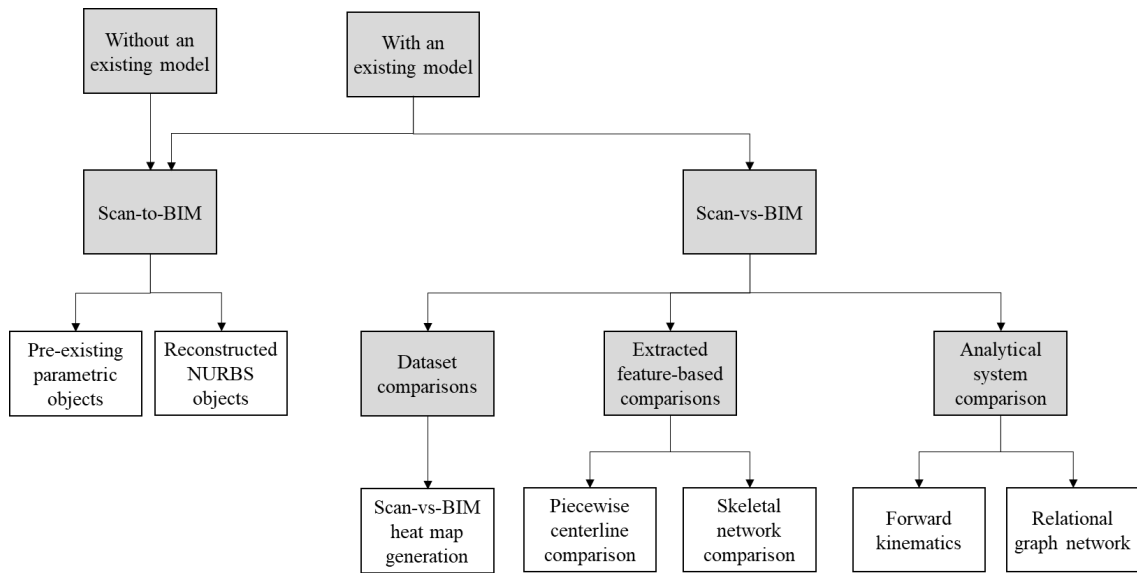 Without an
existing model
With an
existing model
Scan-to-BIM
Scan-vs-BIM
Pre-existing
parametric
objects
Reconstructed
NURBS
objects
Dataset
comparisons
Extracted
feature-based
comparisons
Analytical
system
comparison
Scan-vs-BIM
heat map
generation
Piecewise
centerline
comparison
Skeletal
network
comparison
Forward
kinematics
Relational
graph network